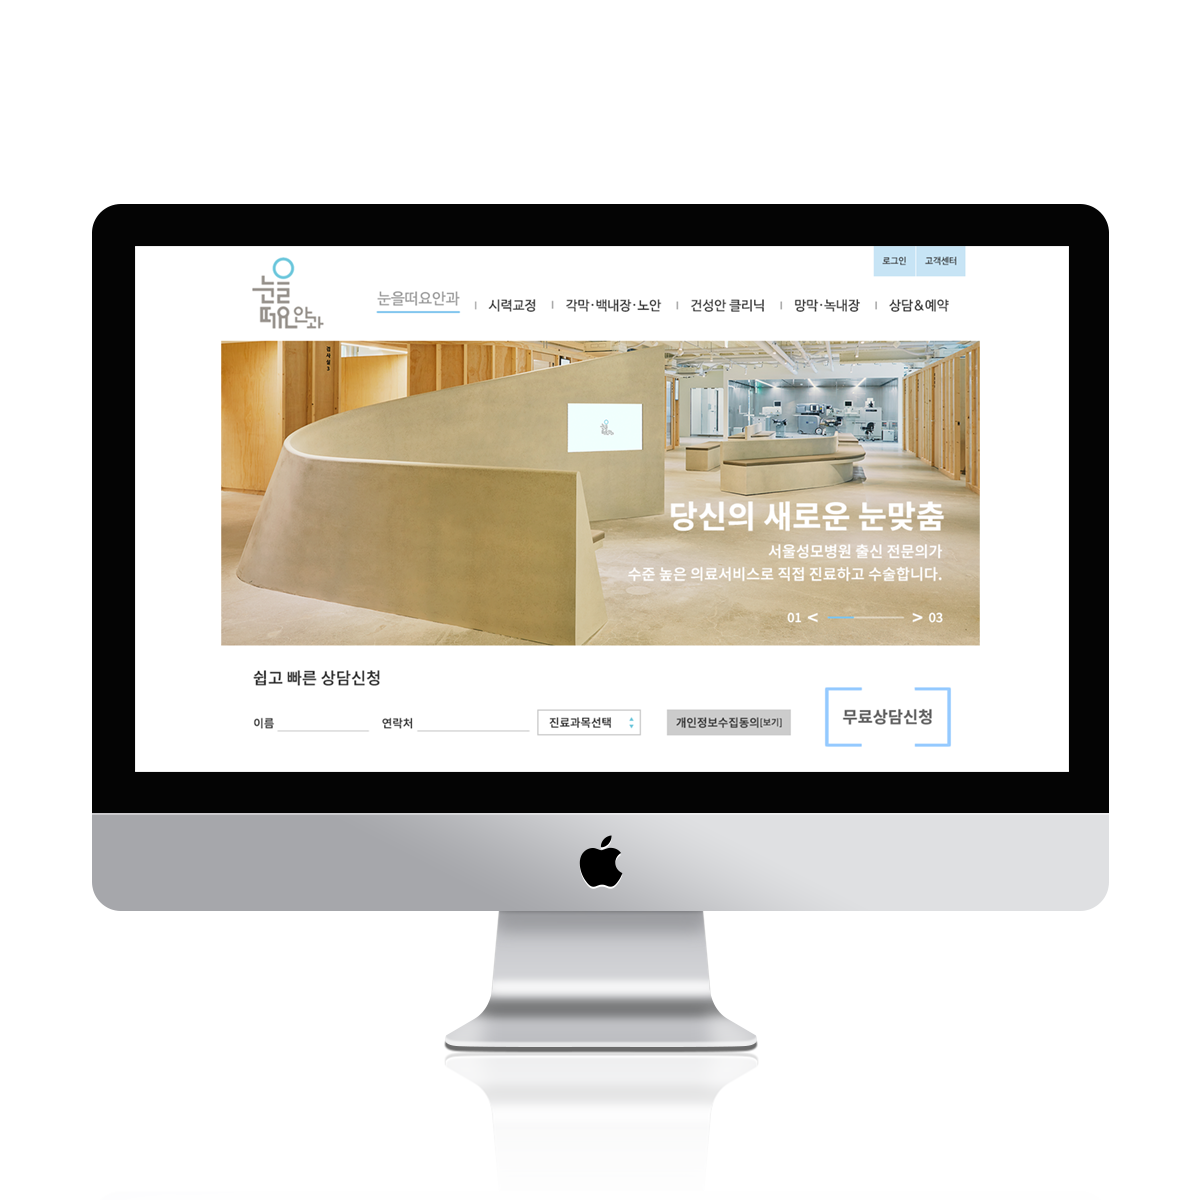 로그인 고객센터
눈을
떠요안과
눈을떠요안과 시력교정 각막·백내장·노안 건성안 클리닉 망막·녹내장 상담&예약
검사실3
눈을
떠요안과
당신의 새로운 눈맞춤
서울성모병원 출신 전문의가
수준 높은 의료서비스로 직접 진료하고 수술합니다.
01 < > 03
쉽고 빠른 상담신청
이름 연락처 진료과목선택 개인정보수집동의[보기] 무료상담신청